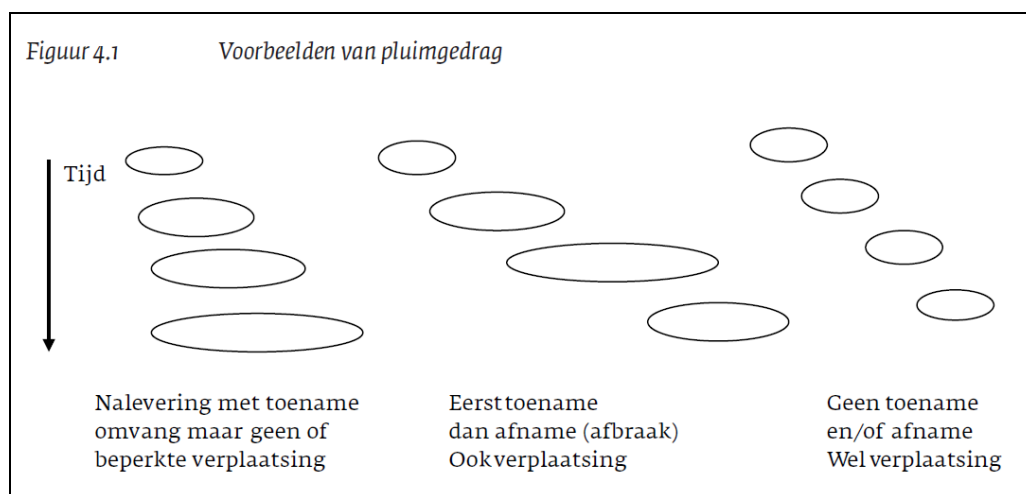 Figuur 4.1 Voorbeelden van pluimgedrag
Tijd
Nalevering met toename
omvang maar geen of
beperkte verplaatsing
Eerst toename
dan afname (afbraak)
Ook verplaatsing
Geen toename
en/of afname
Wel verplaatsing